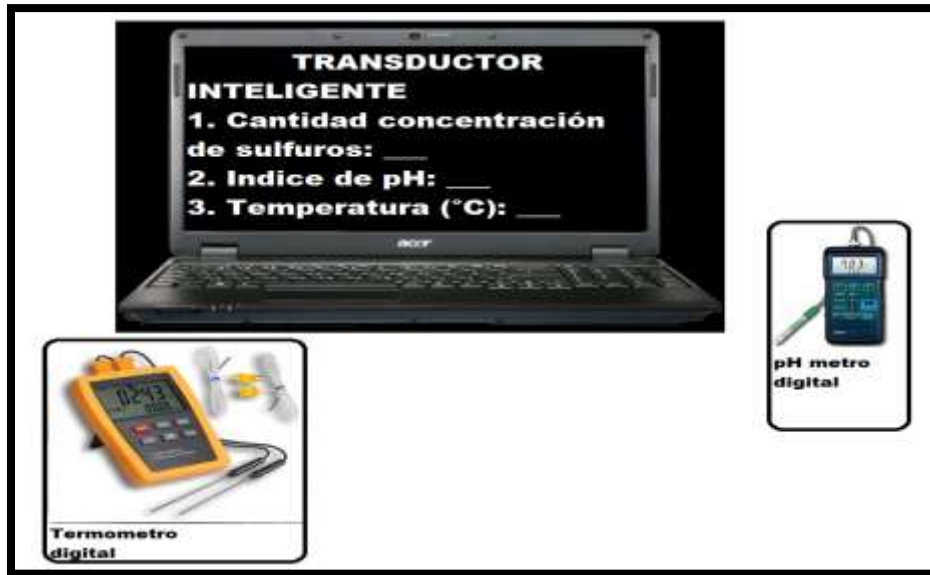 TRANSDUCTOR
INTELIGENTE
1. Cantidad concentración
de sulfuros: ___
2. Indice de pH: ___
3. Temperatura (°C): ___
acer
pH metro
digital
Termometro
digital